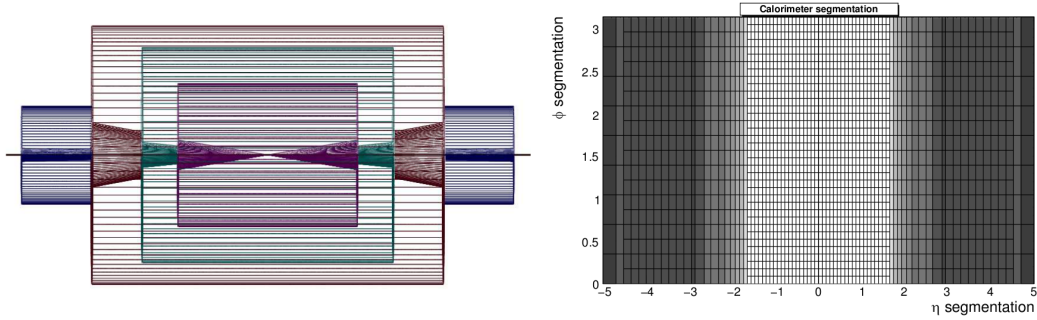 Calorimeter segmentation
φ segmentation
3
2.5
2
1.5
1
0.5
0
−5 −4 −3 −2 −1 0 1 2 3 4 5
η segmentation